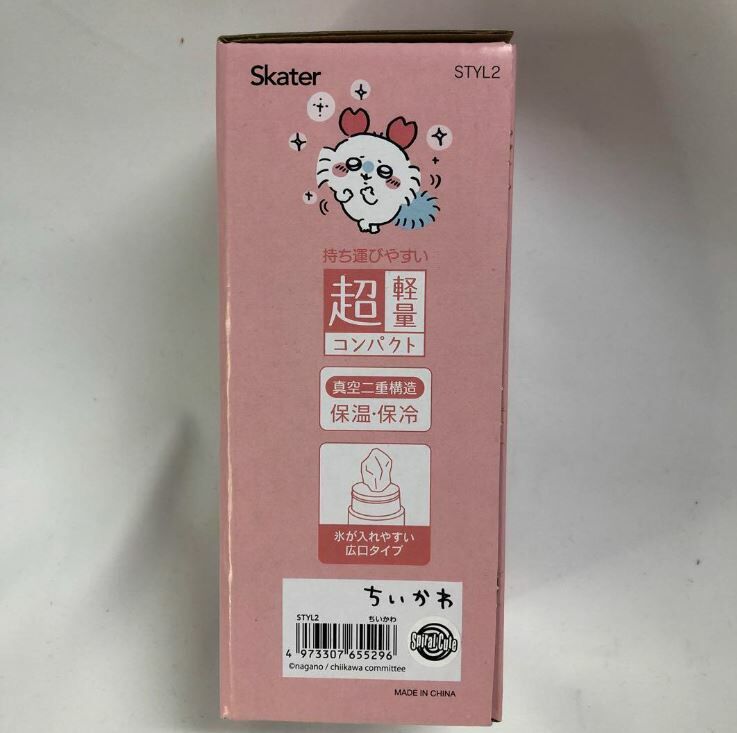 Skater
STYL2
持ち運びやすい
超軽量
コンパクト
真空二重構造
保温・保冷
氷が入れやすい
広口タイプ
ちいかわ
STYL2 ちいかわ
4 973307 655296
©nagano / chiikawa committee
Spiral Cute
MADE IN CHINA